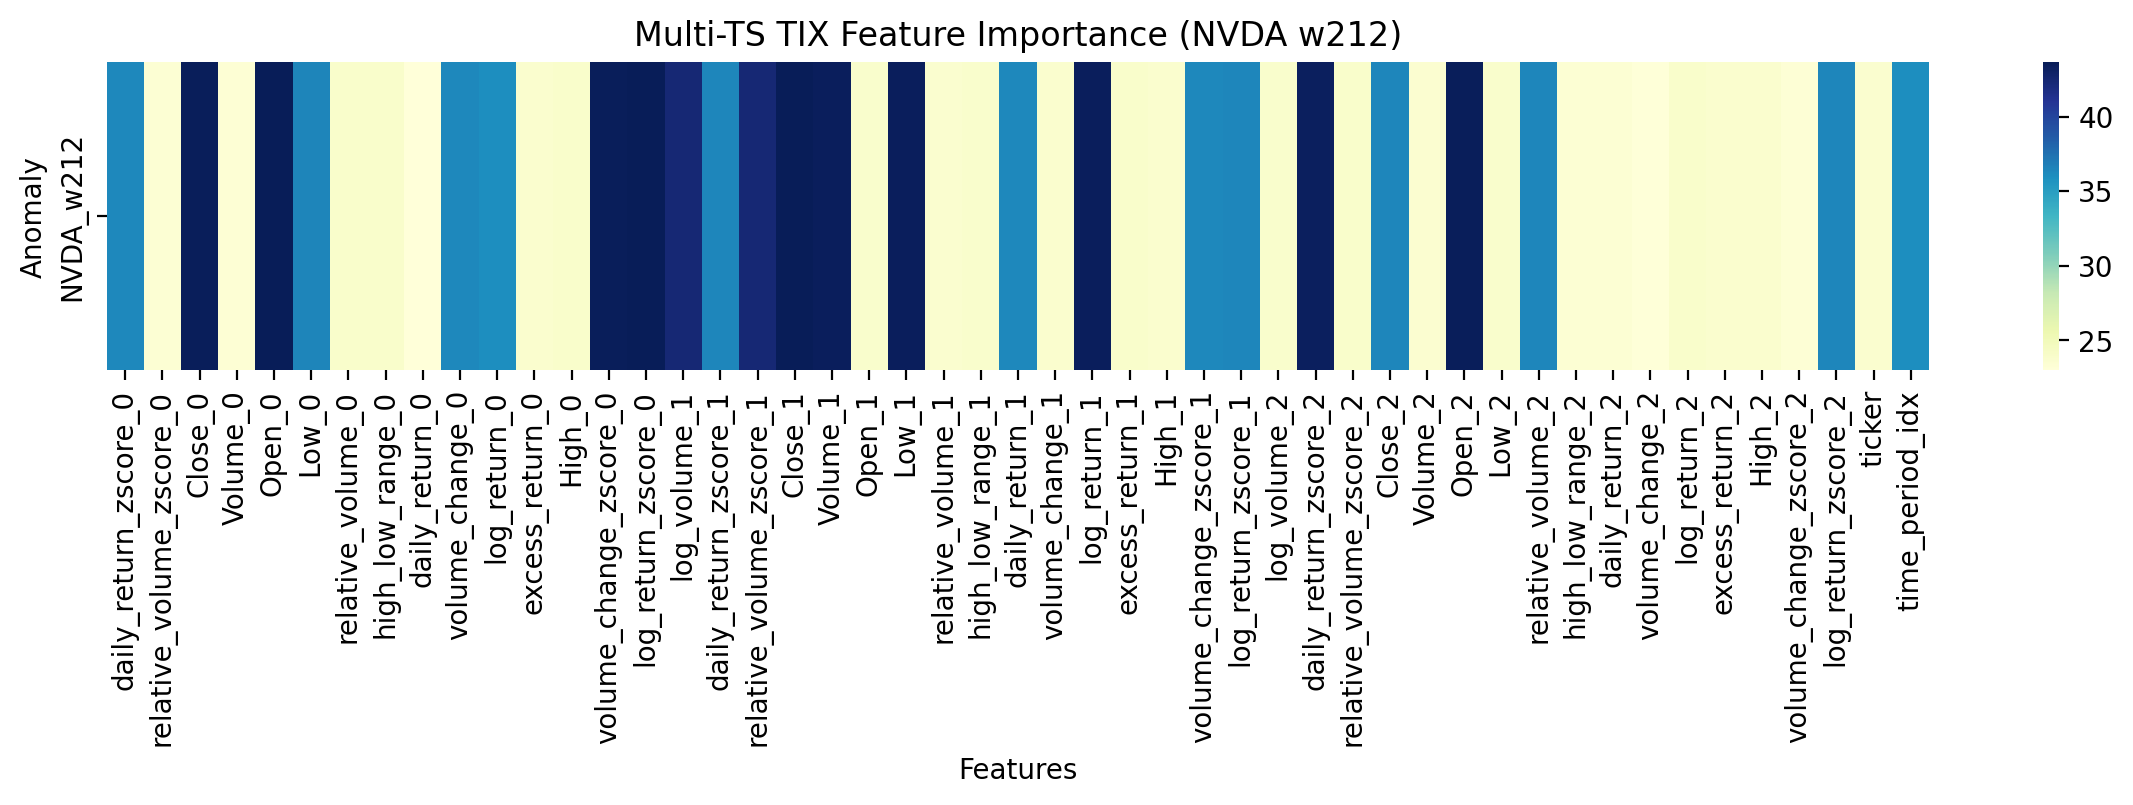 Multi-TS TIX Feature Importance (NVDA w212)
Anomaly
NVDA_w212
40
35
30
25
daily_return_zscore_0
relative_volume_zscore_0
Close_0
Volume_0
Open_0
Low_0
relative_volume_0
high_low_range_0
daily_return_0
volume_change_0
log_return_0
excess_return_0
High_0
volume_change_zscore_0
log_return_zscore_0
log_volume_1
daily_return_zscore_1
relative_volume_zscore_1
Close_1
Volume_1
Open_1
Low_1
relative_volume_1
high_low_range_1
daily_return_1
volume_change_1
log_return_1
excess_return_1
High_1
volume_change_zscore_1
log_return_zscore_1
log_volume_2
daily_return_zscore_2
relative_volume_zscore_2
Close_2
Volume_2
Open_2
Low_2
relative_volume_2
high_low_range_2
daily_return_2
volume_change_2
log_return_2
excess_return_2
High_2
volume_change_zscore_2
log_return_zscore_2
ticker
time_period_idx
Features